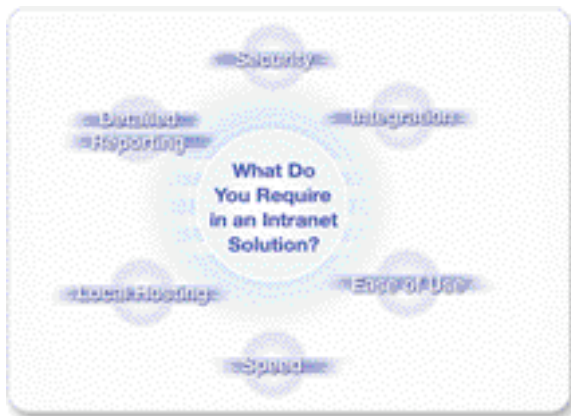 Security
Integration
Detailed
Reporting
What Do
You Require
in an Intranet
Solution?
Local Hosting
Ease of Use
Speed